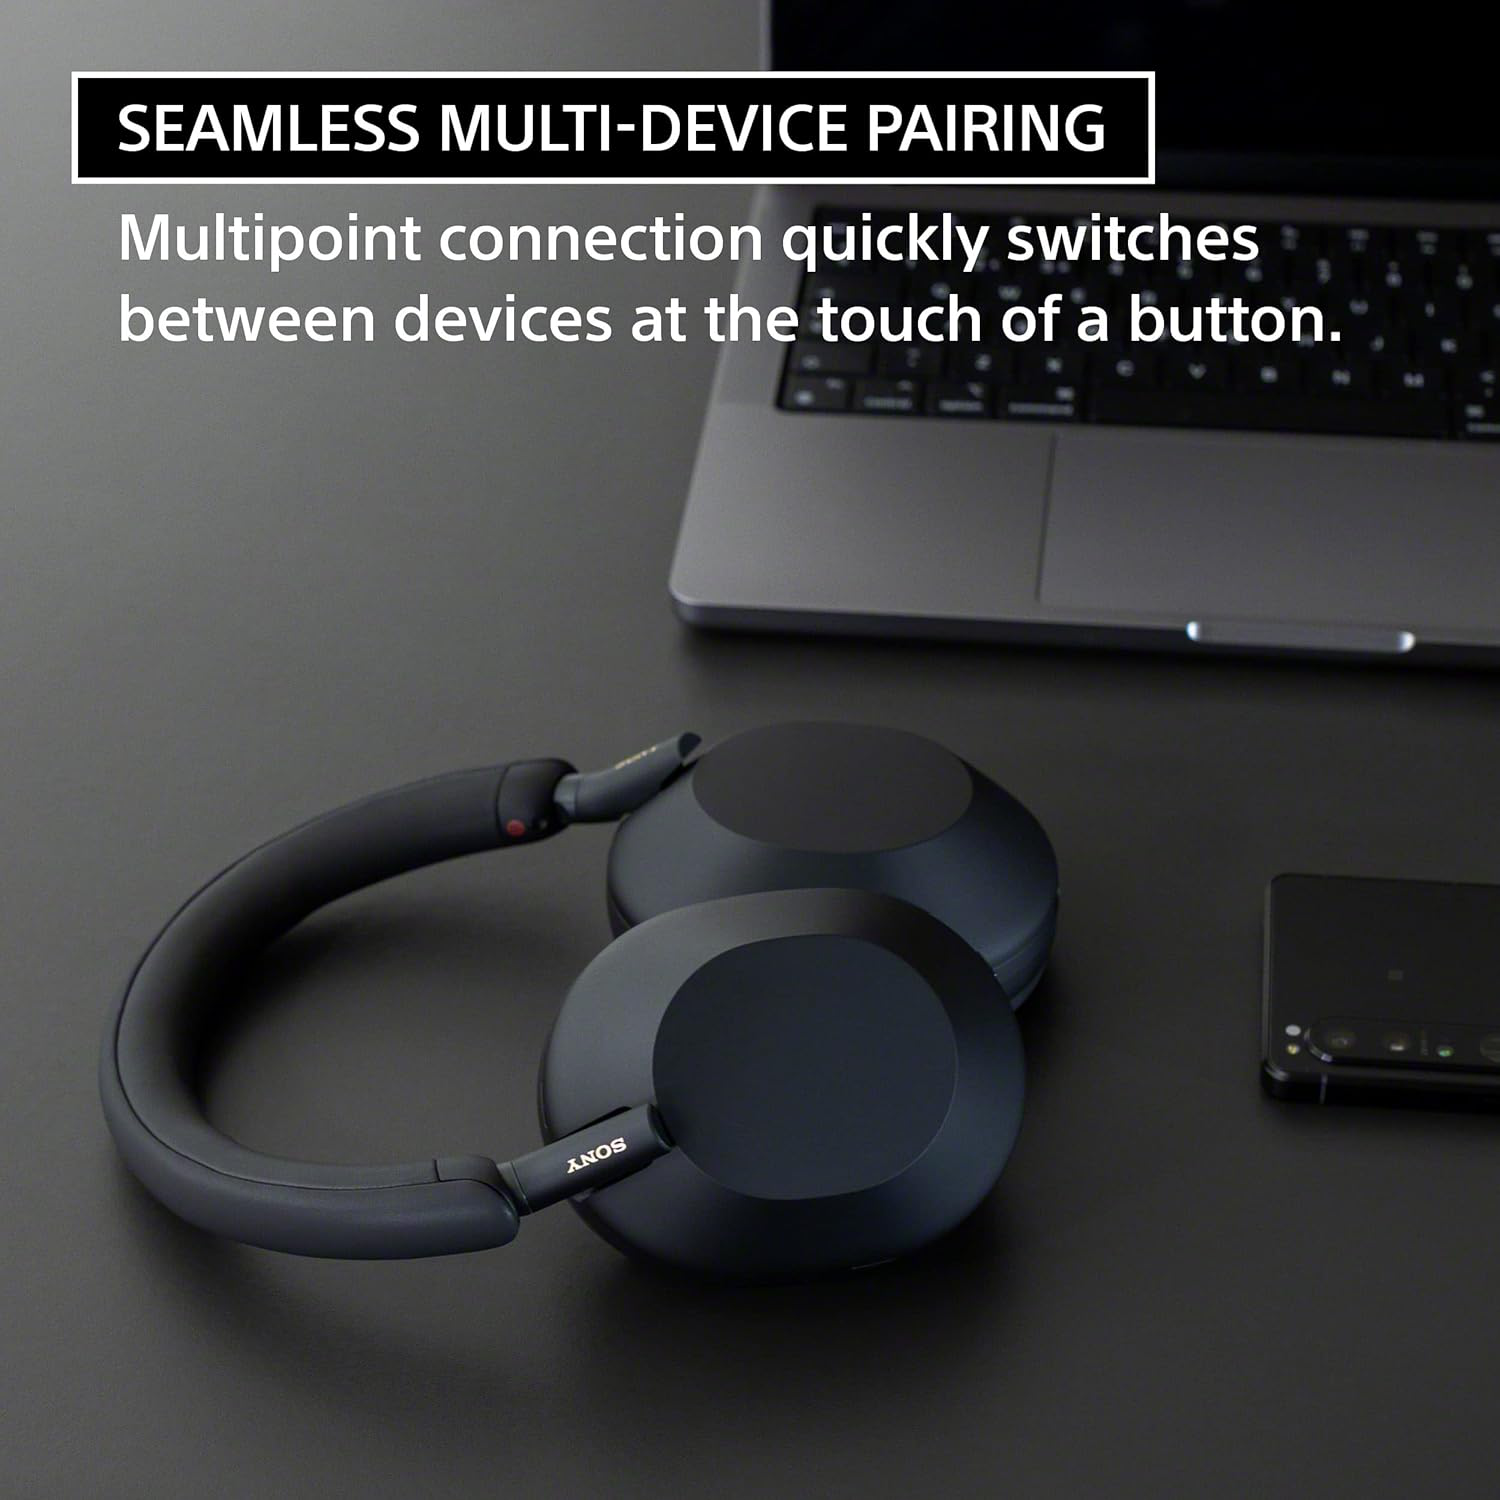 SEAMLESS MULTI-DEVICE PAIRING
Multipoint connection quickly switches
between devices at the touch of a button.
SONY